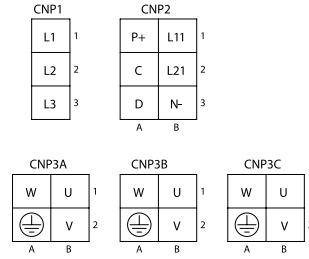 CNP1 CNP2
L1 1 P+ L11 1
L2 2 C L21 2
L3 3 D N- 3
A B
CNP3A CNP3B CNP3C
W U 1 W U 1 W U
V 2 V 2 V
A B A B A B